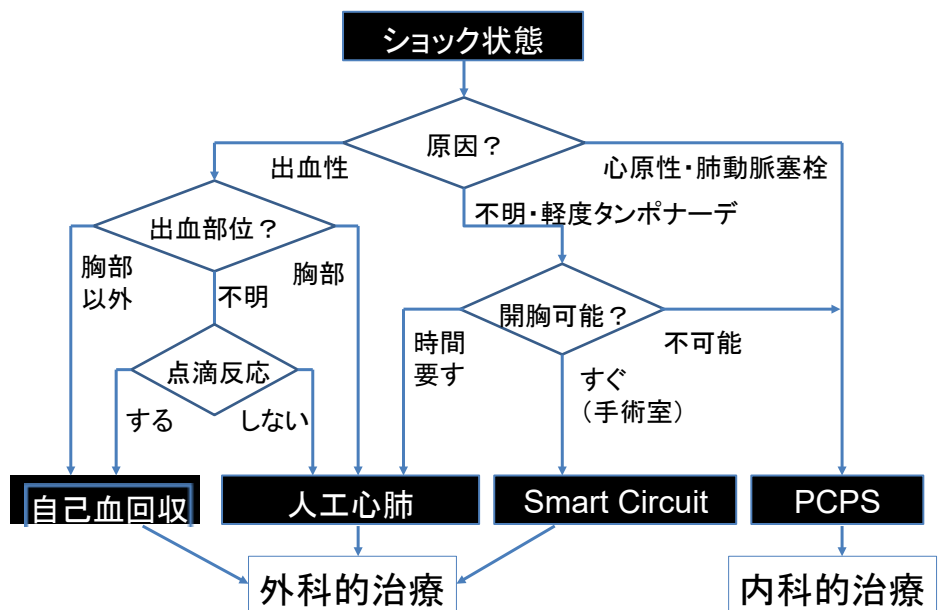 ショック状態
原因？
出血性
心原性・肺動脈塞栓
不明・軽度タンポナーデ
出血部位？
胸部
以外
不明
胸部
開胸可能？
時間
要す
不可能
すぐ
（手術室）
点滴反応
する
しない
自己血回収
人工心肺
Smart Circuit
PCPS
外科的治療
内科的治療